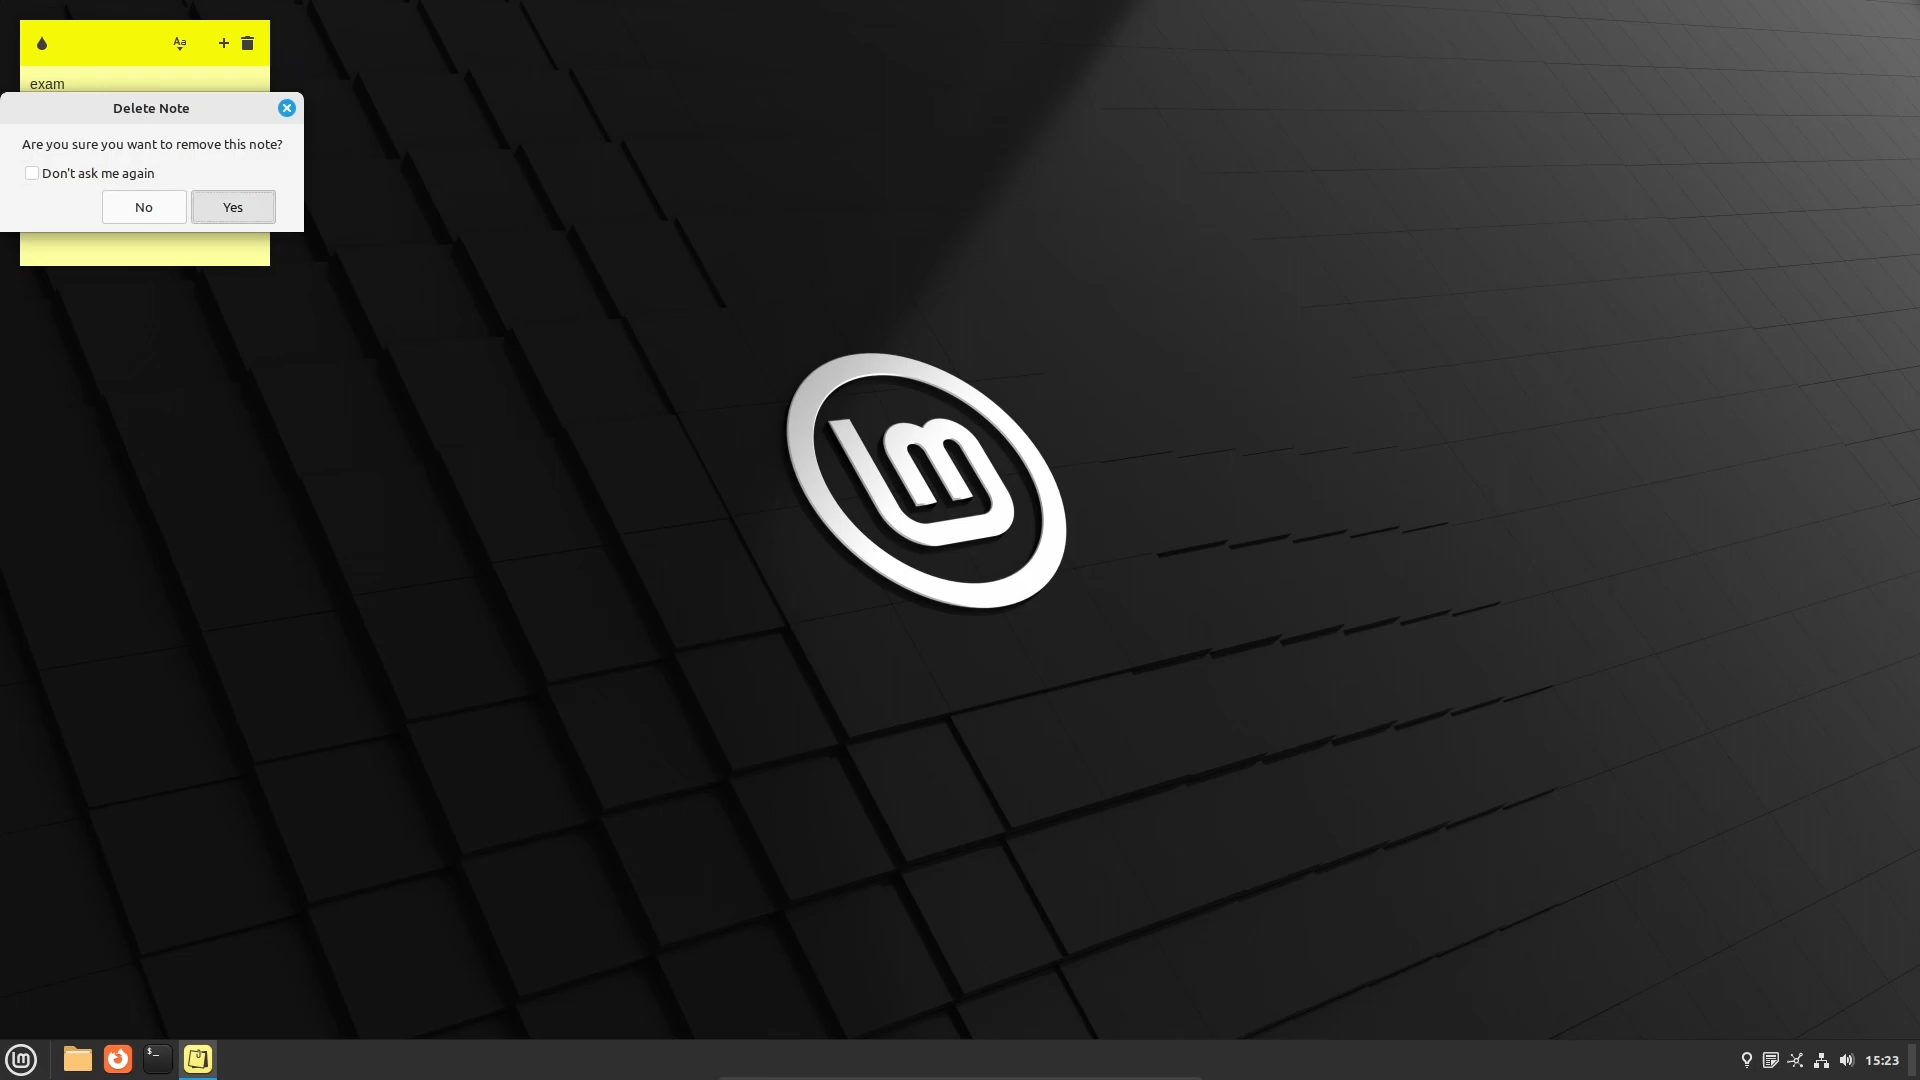 Aa
exam
Delete Note
Are you sure you want to remove this note?
Don't ask me again
No
Yes
$_
15:23